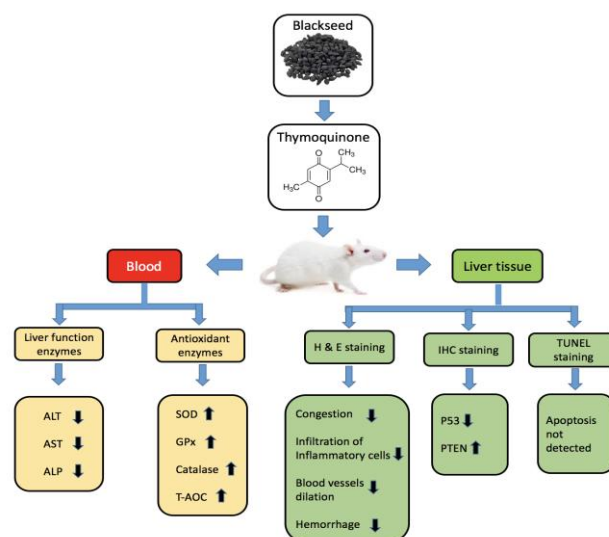 Blackseed
Thymoquinone
O
CH₃
CH₃
H₃C
O
Blood
Liver tissue
Liver function
enzymes
Antioxidant
enzymes
H & E staining
IHC staining
TUNEL
staining
ALT
AST
ALP
SOD
GPx
Catalase
T-AOC
Congestion
Infiltration of
Inflammatory cells
Blood vessels
dilation
Hemorrhage
P53
PTEN
Apoptosis
not
detected